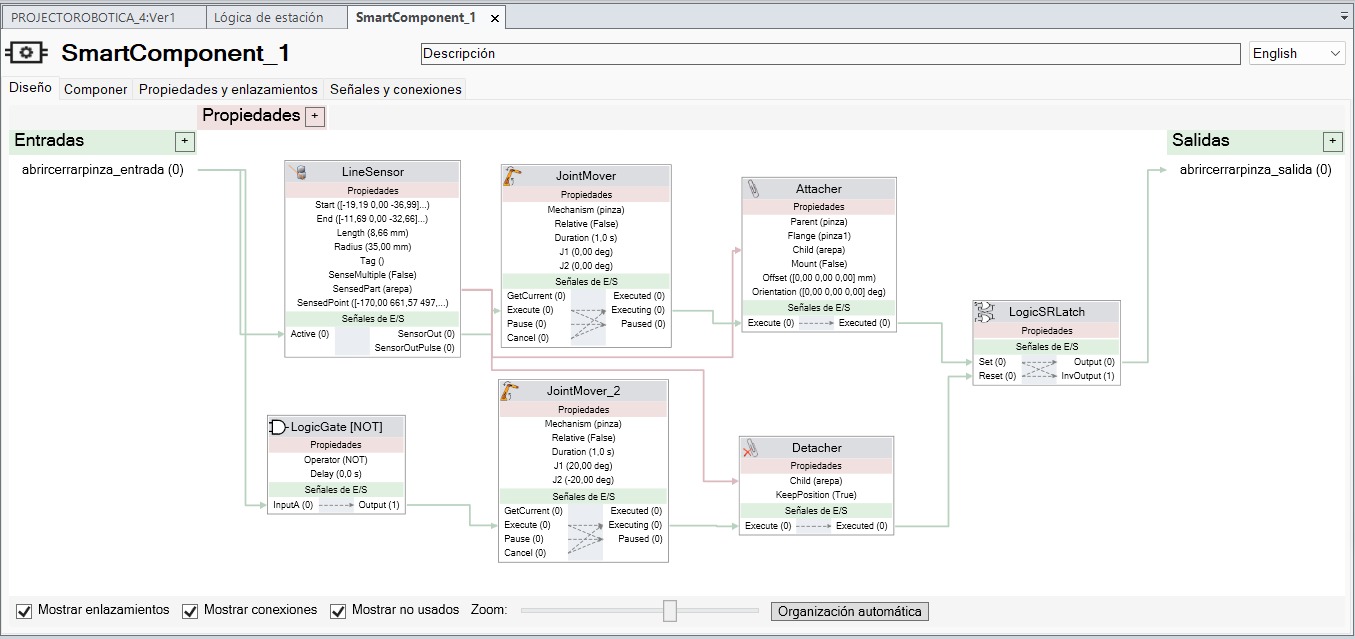 PROJECTOROBOTICA_4:Ver1
Lógica de estación
SmartComponent_1
SmartComponent_1
Descripción
English
Diseño
Componer
Propiedades y enlazamientos
Señales y conexiones
Propiedades +
Entradas +
abrircerrarpinza_entrada (0)
Salidas +
abrircerrarpinza_salida (0)
LineSensor
Propiedades
Start ([-19,19 0,00 -36,99]...)
End ([-11,69 0,00 -32,66]...)
Length (8,66 mm)
Radius (35,00 mm)
Tag ()
SenseMultiple (False)
SensedPart (arepa)
SensedPoint ([-170,00 661,57 497,...)
Señales de E/S
Active (0) SensorOut (0)
SensorOutPulse (0)
JointMover
Propiedades
Mechanism (pinza)
Relative (False)
Duration (1,0 s)
J1 (0,00 deg)
J2 (0,00 deg)
Señales de E/S
GetCurrent (0) Executed (0)
Execute (0) Executing (0)
Pause (0) Paused (0)
Cancel (0)
Attacher
Propiedades
Parent (pinza)
Flange (pinza1)
Child (arepa)
Mount (False)
Offset ([0,00 0,00 0,00] mm)
Orientation ([0,00 0,00 0,00] deg)
Señales de E/S
Execute (0) Executed (0)
LogicSRLatch
Propiedades
Señales de E/S
Set (0) Output (0)
Reset (0) InvOutput (1)
LogicGate [NOT]
Propiedades
Operator (NOT)
Delay (0,0 s)
Señales de E/S
InputA (0) Output (1)
JointMover_2
Propiedades
Mechanism (pinza)
Relative (False)
Duration (1,0 s)
J1 (20,00 deg)
J2 (-20,00 deg)
Señales de E/S
GetCurrent (0) Executed (0)
Execute (0) Executing (0)
Pause (0) Paused (0)
Cancel (0)
Detacher
Propiedades
Child (arepa)
KeepPosition (True)
Señales de E/S
Execute (0) Executed (0)
Mostrar enlazamientos
Mostrar conexiones
Mostrar no usados
Zoom:
Organización automática